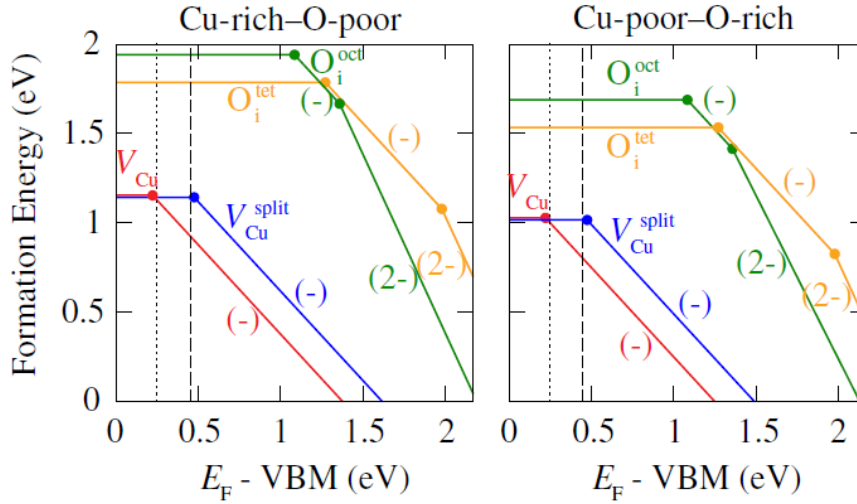 Cu-rich–O-poor
Cu-poor–O-rich
Formation Energy (eV)
2
1.5
1
0.5
0
O_i^oct
O_i^tet
(-)
(-)
V_Cu
V_Cu^split
(2-)
(2-)
(-)
(-)
0
0.5
1
1.5
2
E_F - VBM (eV)
O_i^oct
(-)
O_i^tet
(-)
V_Cu
V_Cu^split
(2-)
(2-)
(-)
(-)
0
0.5
1
1.5
2
E_F - VBM (eV)